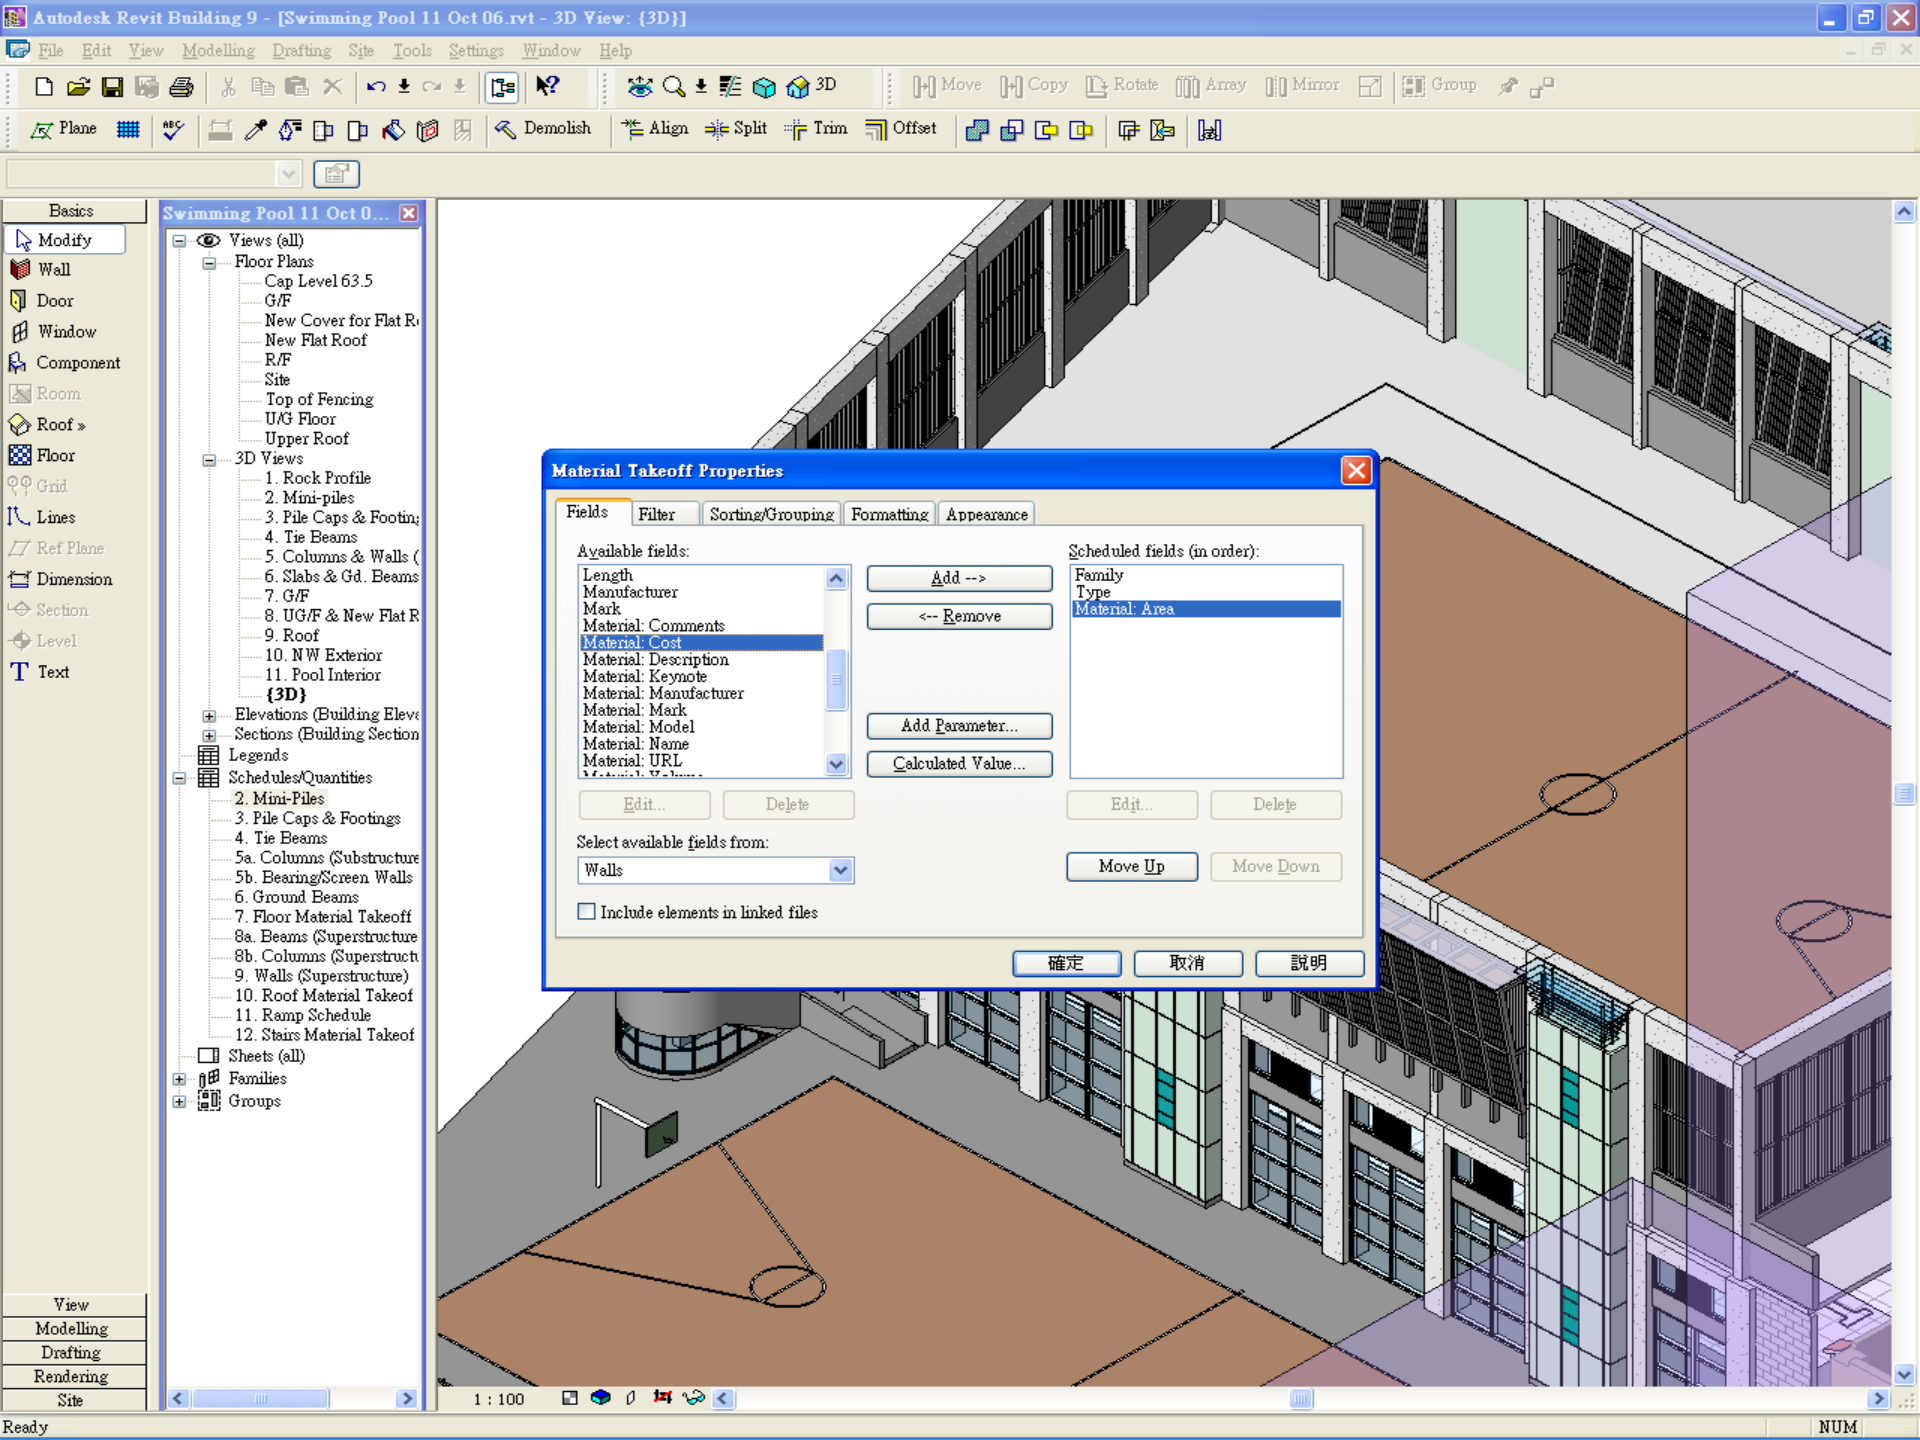 Autodesk Revit Building 9 - [Swimming Pool 11 Oct 06.rvt - 3D View: {3D}]
File Edit View Modelling Drafting Site Tools Settings Window Help
3D Move Copy Rotate Array Mirror Group
Plane Demolish Align Split Trim Offset
Basics
Modify
Wall
Door
Window
Component
Room
Roof »
Floor
Grid
Lines
Ref Plane
Dimension
Section
Level
Text
View
Modelling
Drafting
Rendering
Site
Swimming Pool 11 Oct 0...
Views (all)
Floor Plans
Cap Level 63.5
G/F
New Cover for Flat R
New Flat Roof
R/F
Site
Top of Fencing
U/G Floor
Upper Roof
3D Views
1. Rock Profile
2. Mini-piles
3. Pile Caps & Footin
4. Tie Beams
5. Columns & Walls (
6. Slabs & Gd. Beams
7. G/F
8. UG/F & New Flat R
9. Roof
10. NW Exterior
11. Pool Interior
{3D}
Elevations (Building Eleva
Sections (Building Section
Legends
Schedules/Quantities
2. Mini-Piles
3. Pile Caps & Footings
4. Tie Beams
5a. Columns (Substructure
5b. Bearing/Screen Walls
6. Ground Beams
7. Floor Material Takeoff
8a. Beams (Superstructure
8b. Columns (Superstructu
9. Walls (Superstructure)
10. Roof Material Takeof
11. Ramp Schedule
12. Stairs Material Takeof
Sheets (all)
Families
Groups
Material Takeoff Properties
Fields Filter Sorting/Grouping Formatting Appearance
Available fields:
Length
Manufacturer
Mark
Material: Comments
Material: Cost
Material: Description
Material: Keynote
Material: Manufacturer
Material: Mark
Material: Model
Material: Name
Material: URL
Edit... Delete
Select available fields from:
Walls
Include elements in linked files
Add -->
<-- Remove
Add Parameter...
Calculated Value...
Scheduled fields (in order):
Family
Type
Material: Area
Edit... Delete
Move Up Move Down
確定 取消 說明
1 : 100
Ready NUM